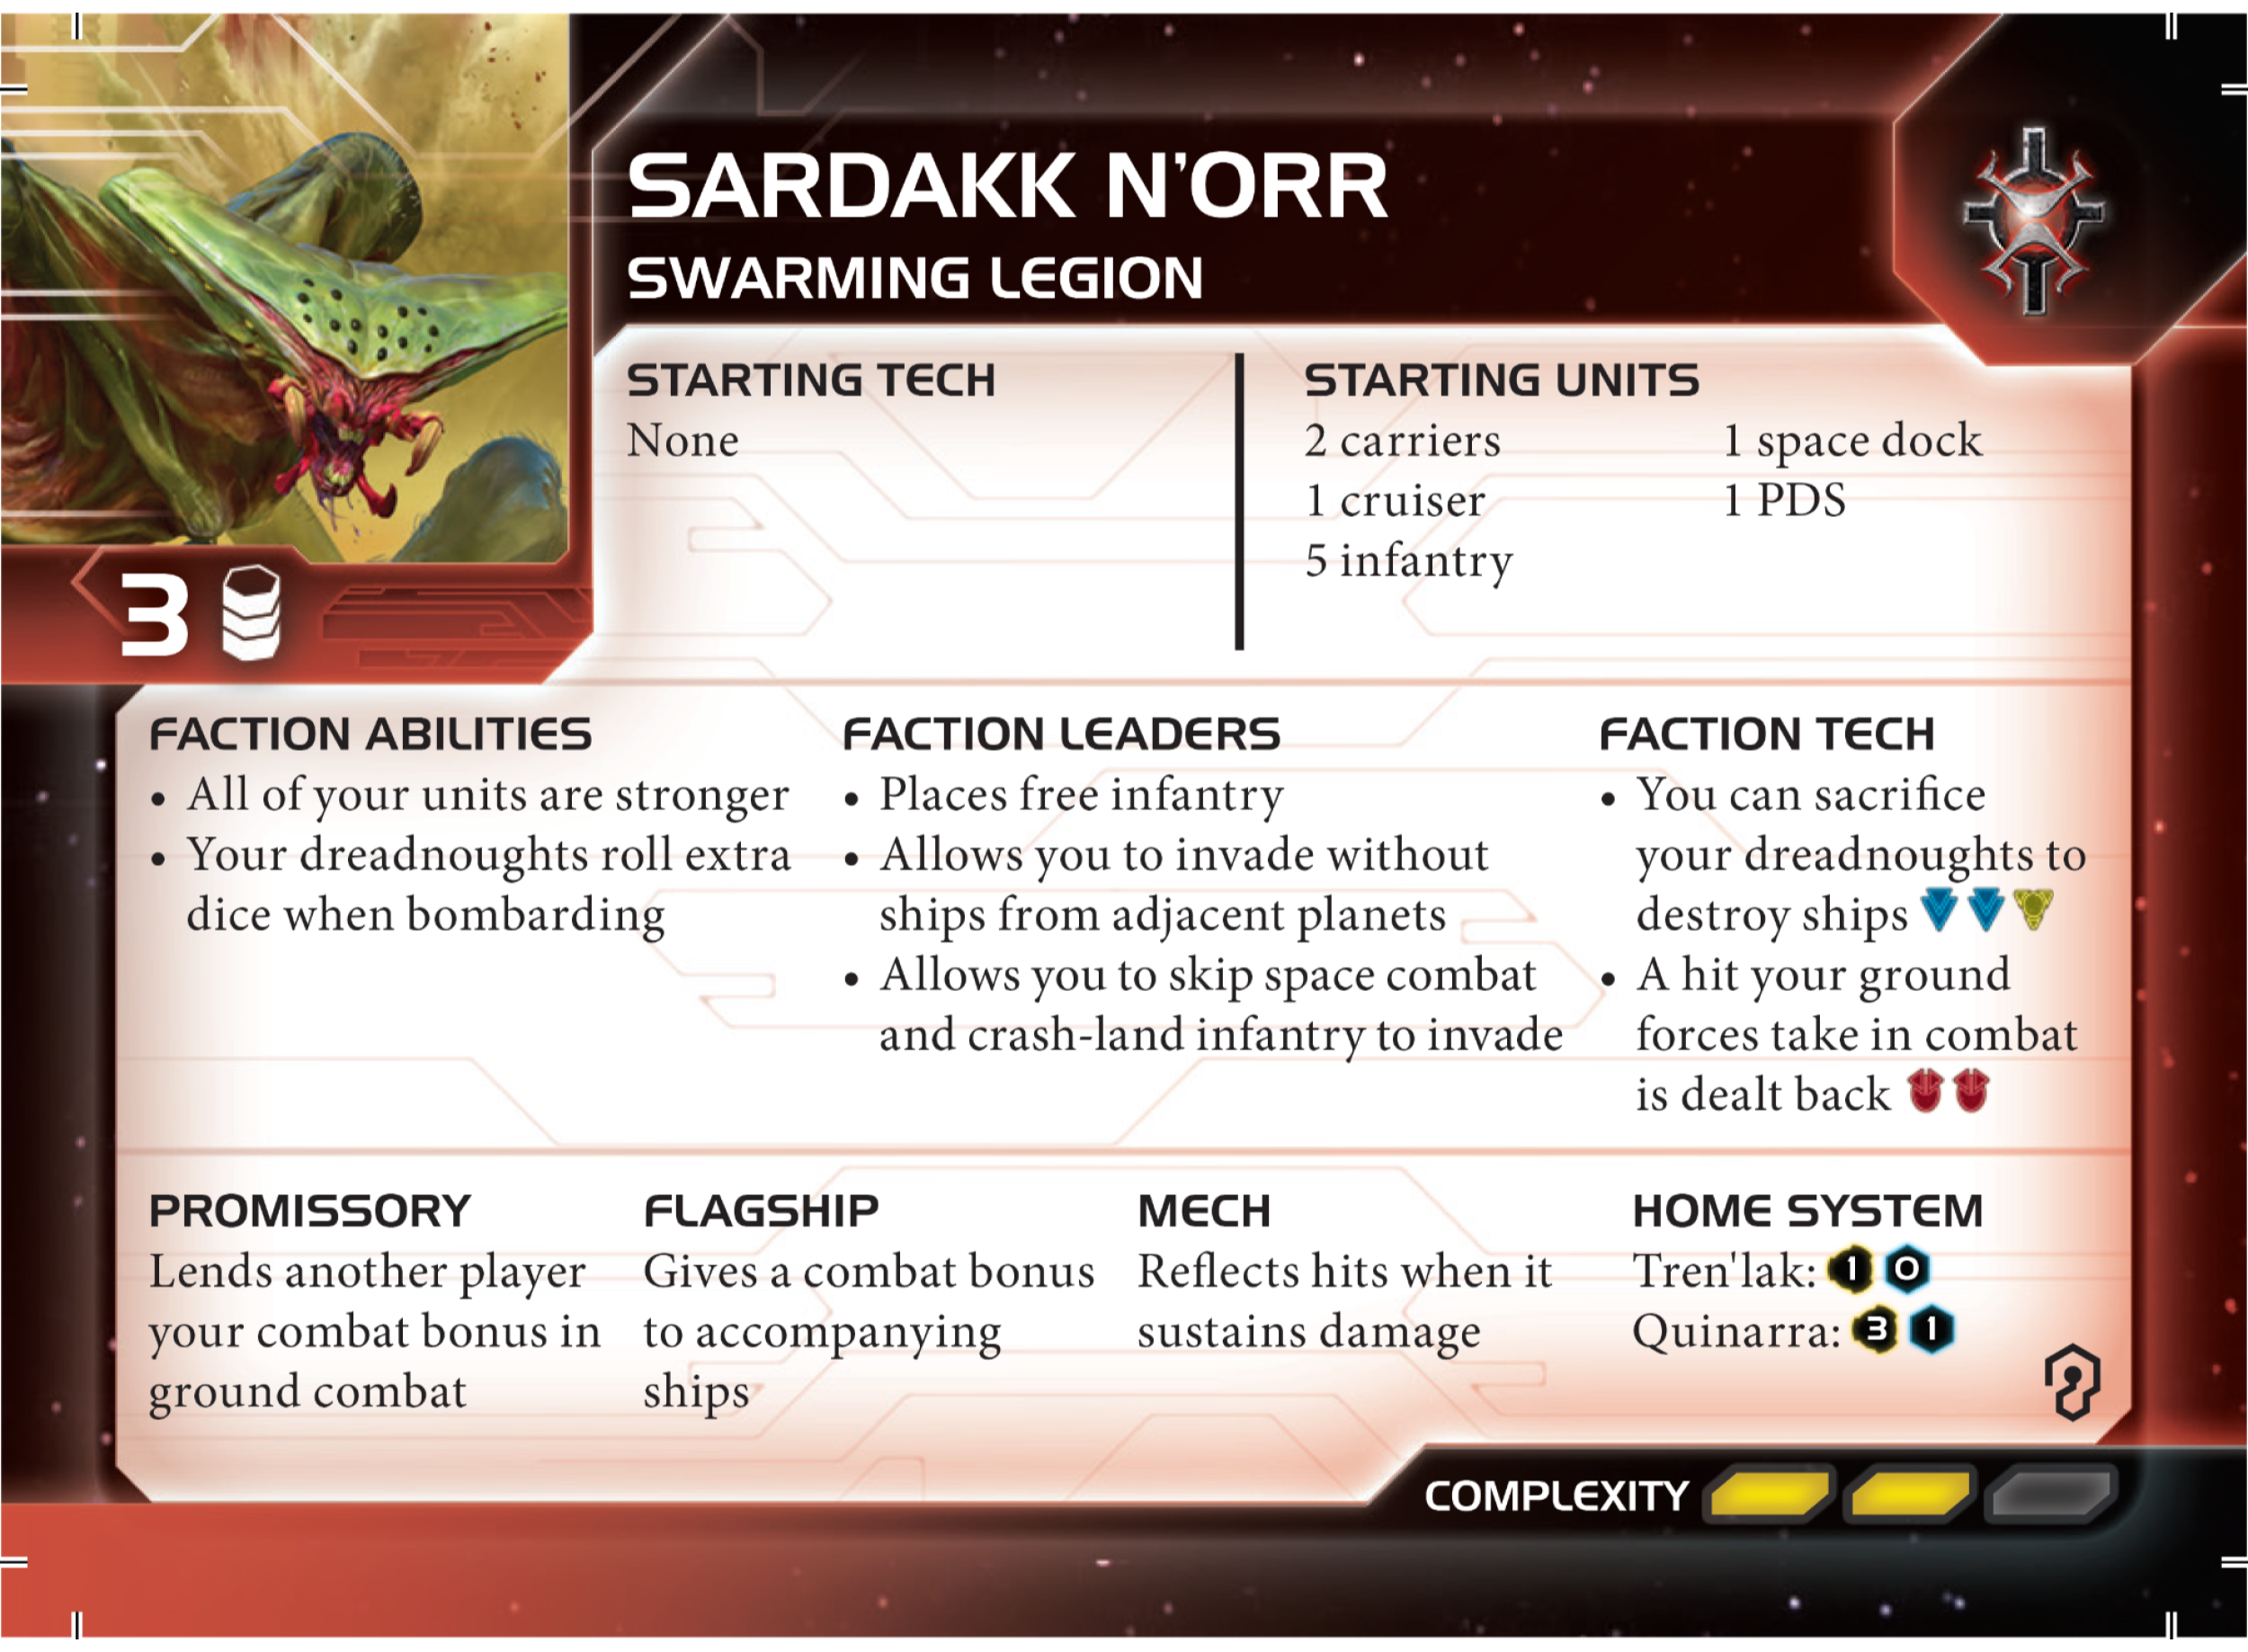 SARDAKK N'ORR
SWARMING LEGION
STARTING TECH
None
STARTING UNITS
2 carriers
1 cruiser
5 infantry
1 space dock
1 PDS
3
FACTION ABILITIES
• All of your units are stronger
• Your dreadnoughts roll extra
dice when bombarding
FACTION LEADERS
• Places free infantry
• Allows you to invade without
ships from adjacent planets
• Allows you to skip space combat
and crash-land infantry to invade
FACTION TECH
• You can sacrifice
your dreadnoughts to
destroy ships
• A hit your ground
forces take in combat
is dealt back
PROMISSORY
Lends another player
your combat bonus in
ground combat
FLAGSHIP
Gives a combat bonus
to accompanying
ships
MECH
Reflects hits when it
sustains damage
HOME SYSTEM
Tren'lak: 1 0
Quinarra: 3 1
COMPLEXITY